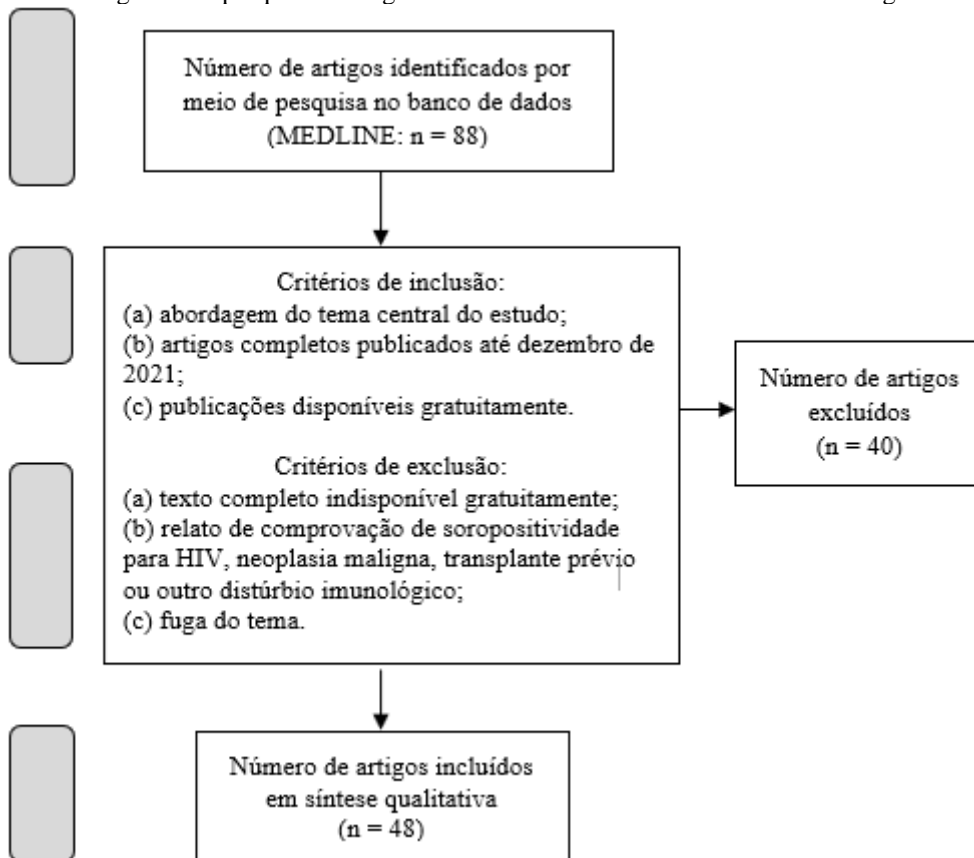 Número de artigos identificados por
meio de pesquisa no banco de dados
(MEDLINE: n = 88)
Critérios de inclusão:
(a) abordagem do tema central do estudo;
(b) artigos completos publicados até dezembro de
2021;
(c) publicações disponíveis gratuitamente.
Critérios de exclusão:
(a) texto completo indisponível gratuitamente;
(b) relato de comprovação de soropositividade
para HIV, neoplasia maligna, transplante prévio
ou outro distúrbio imunológico;
(c) fuga do tema.
Número de artigos
excluídos
(n = 40)
Número de artigos incluídos
em síntese qualitativa
(n = 48)